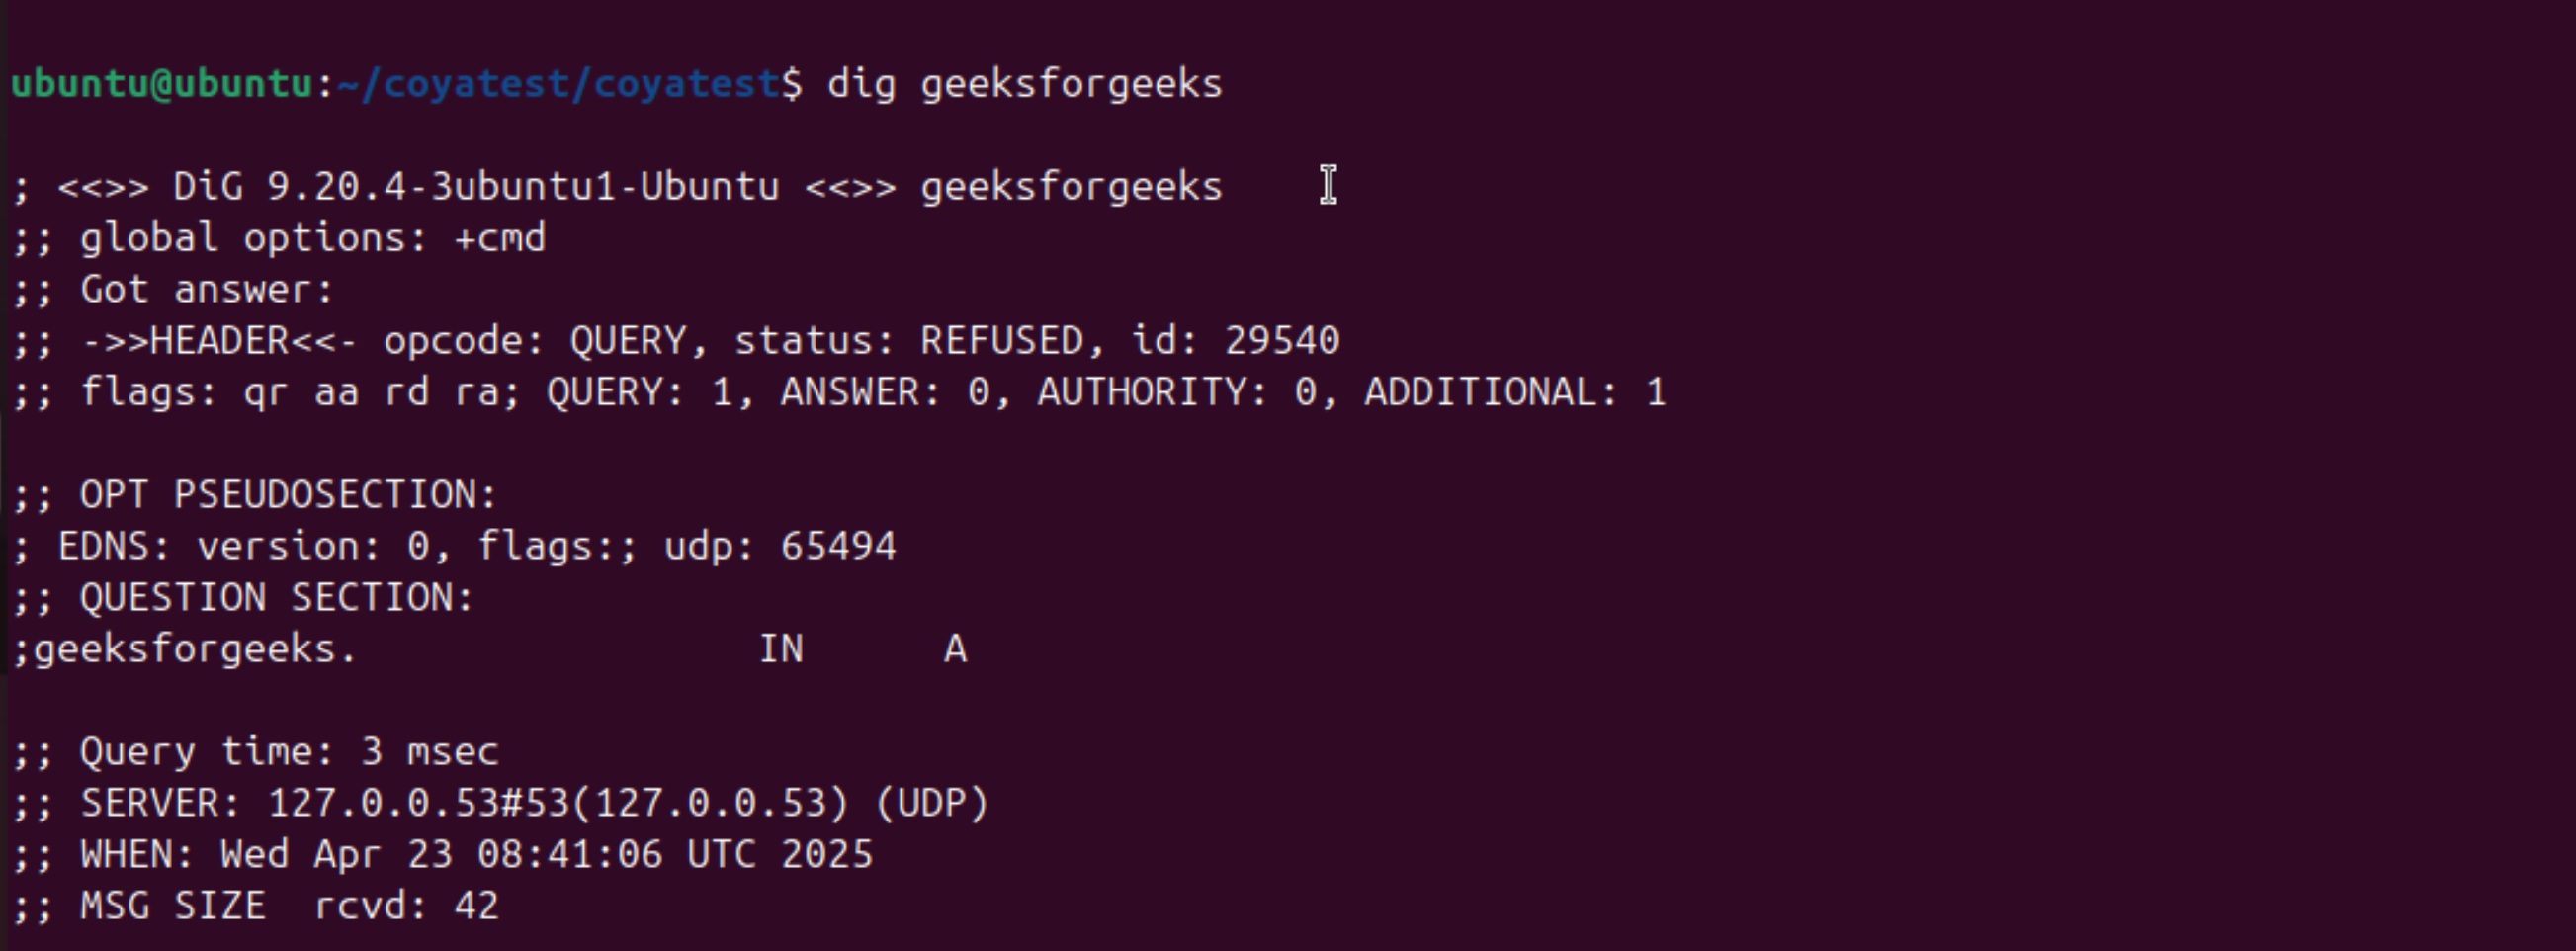 ubuntu@ubuntu:~/coyatest/coyatest$ dig geeksforgeeks
; <<>> DiG 9.20.4-3ubuntu1-Ubuntu <<>> geeksforgeeks
;; global options: +cmd
;; Got answer:
;; ->>HEADER<<- opcode: QUERY, status: REFUSED, id: 29540
;; flags: qr aa rd ra; QUERY: 1, ANSWER: 0, AUTHORITY: 0, ADDITIONAL: 1
;; OPT PSEUDOSECTION:
; EDNS: version: 0, flags:; udp: 65494
;; QUESTION SECTION:
;geeksforgeeks. IN A
;; Query time: 3 msec
;; SERVER: 127.0.0.53#53(127.0.0.53) (UDP)
;; WHEN: Wed Apr 23 08:41:06 UTC 2025
;; MSG SIZE  rcvd: 42